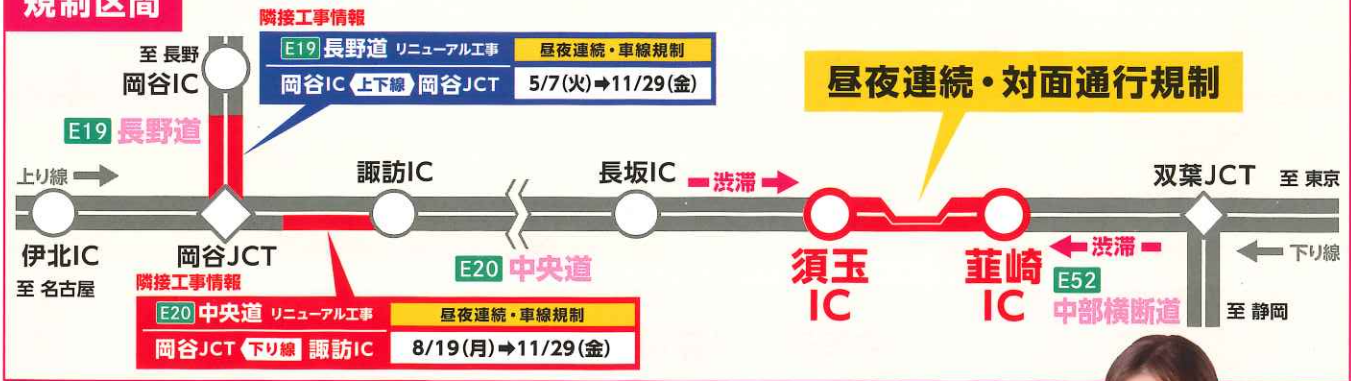 規制区間
隣接工事情報
E19 長野道 リニューアル工事 昼夜連続・車線規制
岡谷IC 上下線 岡谷JCT 5/7(火)➡11/29(金)
至 長野
岡谷IC
E19 長野道
昼夜連続・対面通行規制
上り線
諏訪IC
長坂IC
渋滞
双葉JCT 至 東京
伊北IC
至 名古屋
岡谷JCT
E20 中央道
須玉
IC
韮崎
IC
渋滞
下り線
E52
中部横断道
至 静岡
隣接工事情報
E20 中央道 リニューアル工事 昼夜連続・車線規制
岡谷JCT 下り線 諏訪IC 8/19(月)➡11/29(金)